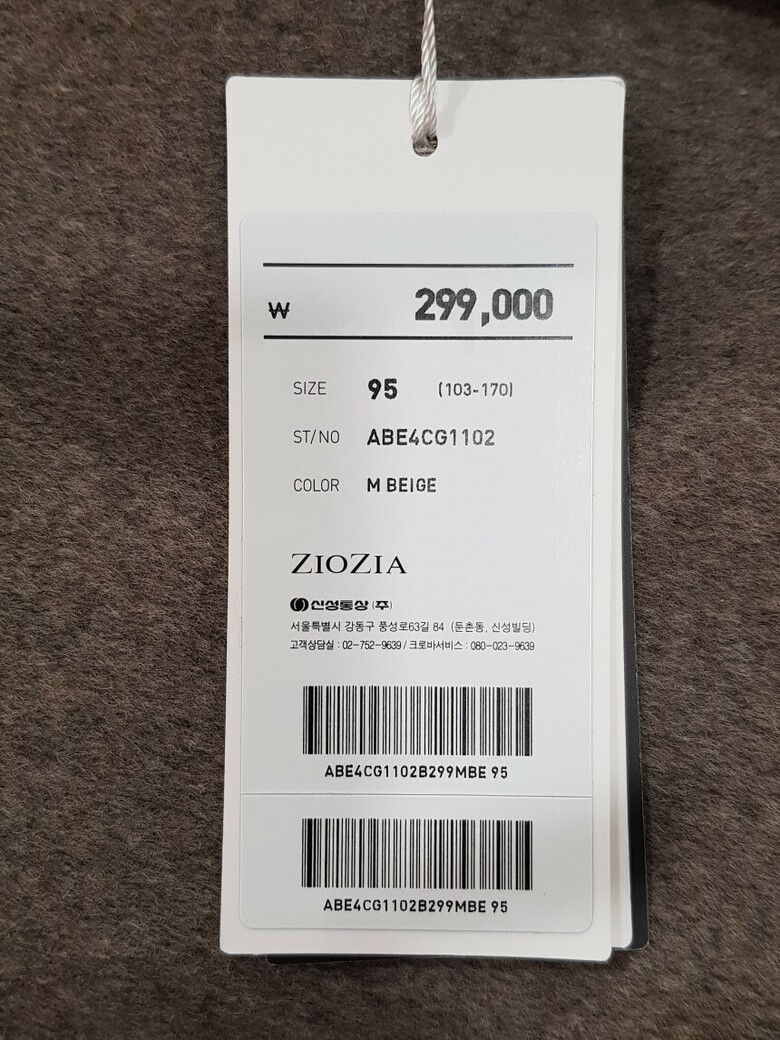 ₩ 299,000
SIZE 95 (103-170)
ST/NO ABE4CG1102
COLOR M BEIGE
ZIOZIA
신성통상 (주)
서울특별시 강동구 풍성로63길 84 (둔촌동, 신성빌딩)
고객상담실 : 02-752-9639 / 크로바서비스 : 080-023-9639
ABE4CG1102B299MBE 95
ABE4CG1102B299MBE 95